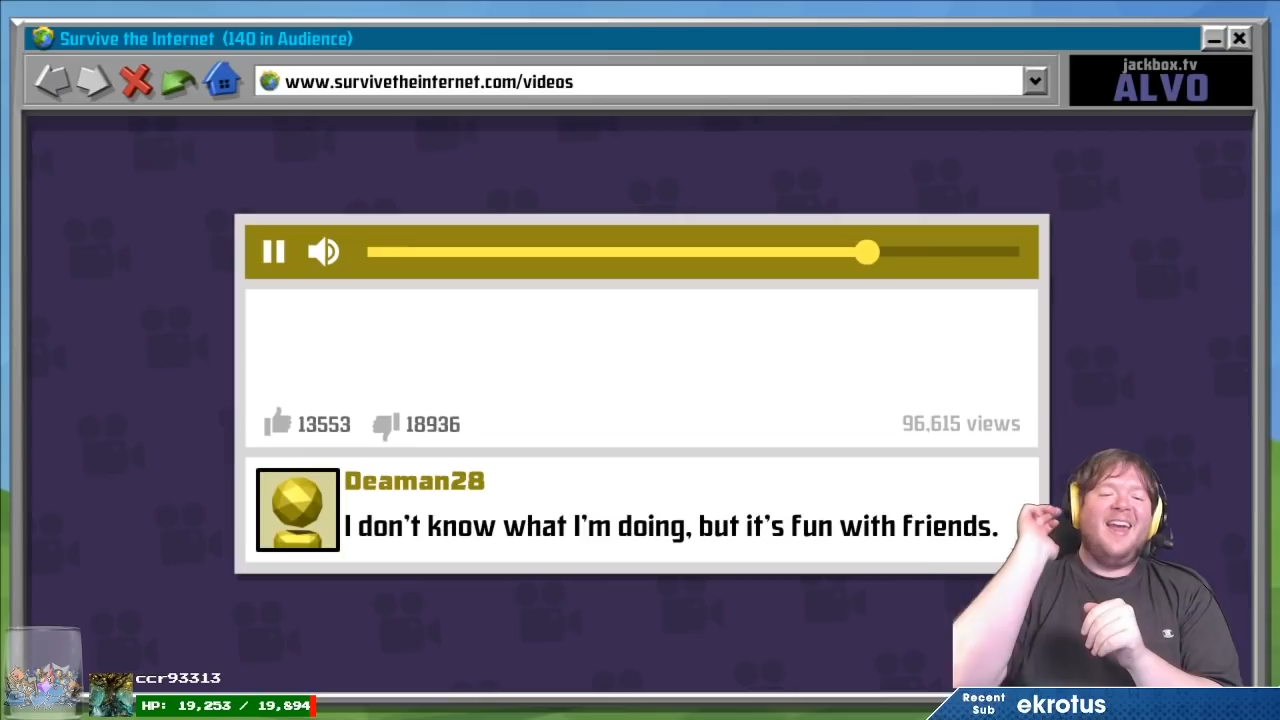 Survive the Internet (140 in Audience)
www.survivetheinternet.com/videos
jackbox.tv
ALVO
13553
18936
96,615 views
Deaman28
I don't know what I'm doing, but it's fun with friends.
ccr93313
HP: 19,253 / 19,894
Recent
Sub
ekrotus